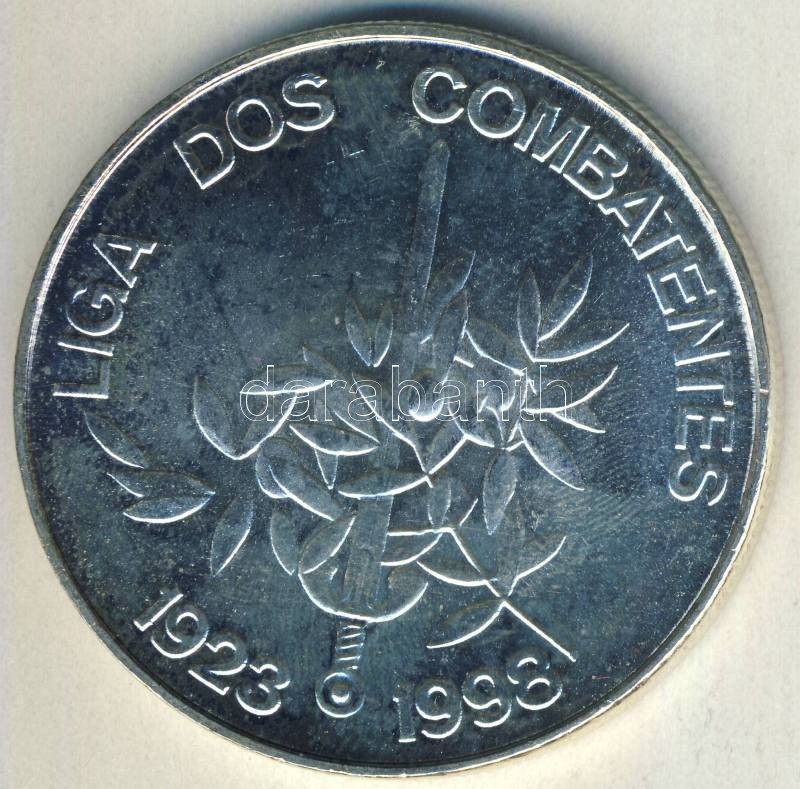 LIGA DOS COMBATENTES
darabanth
1923 1998